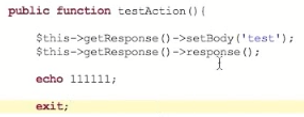 public function testAction(){
$this->getResponse()->setBody('test');
$this->getResponse()->response();
echo 111111;
exit;